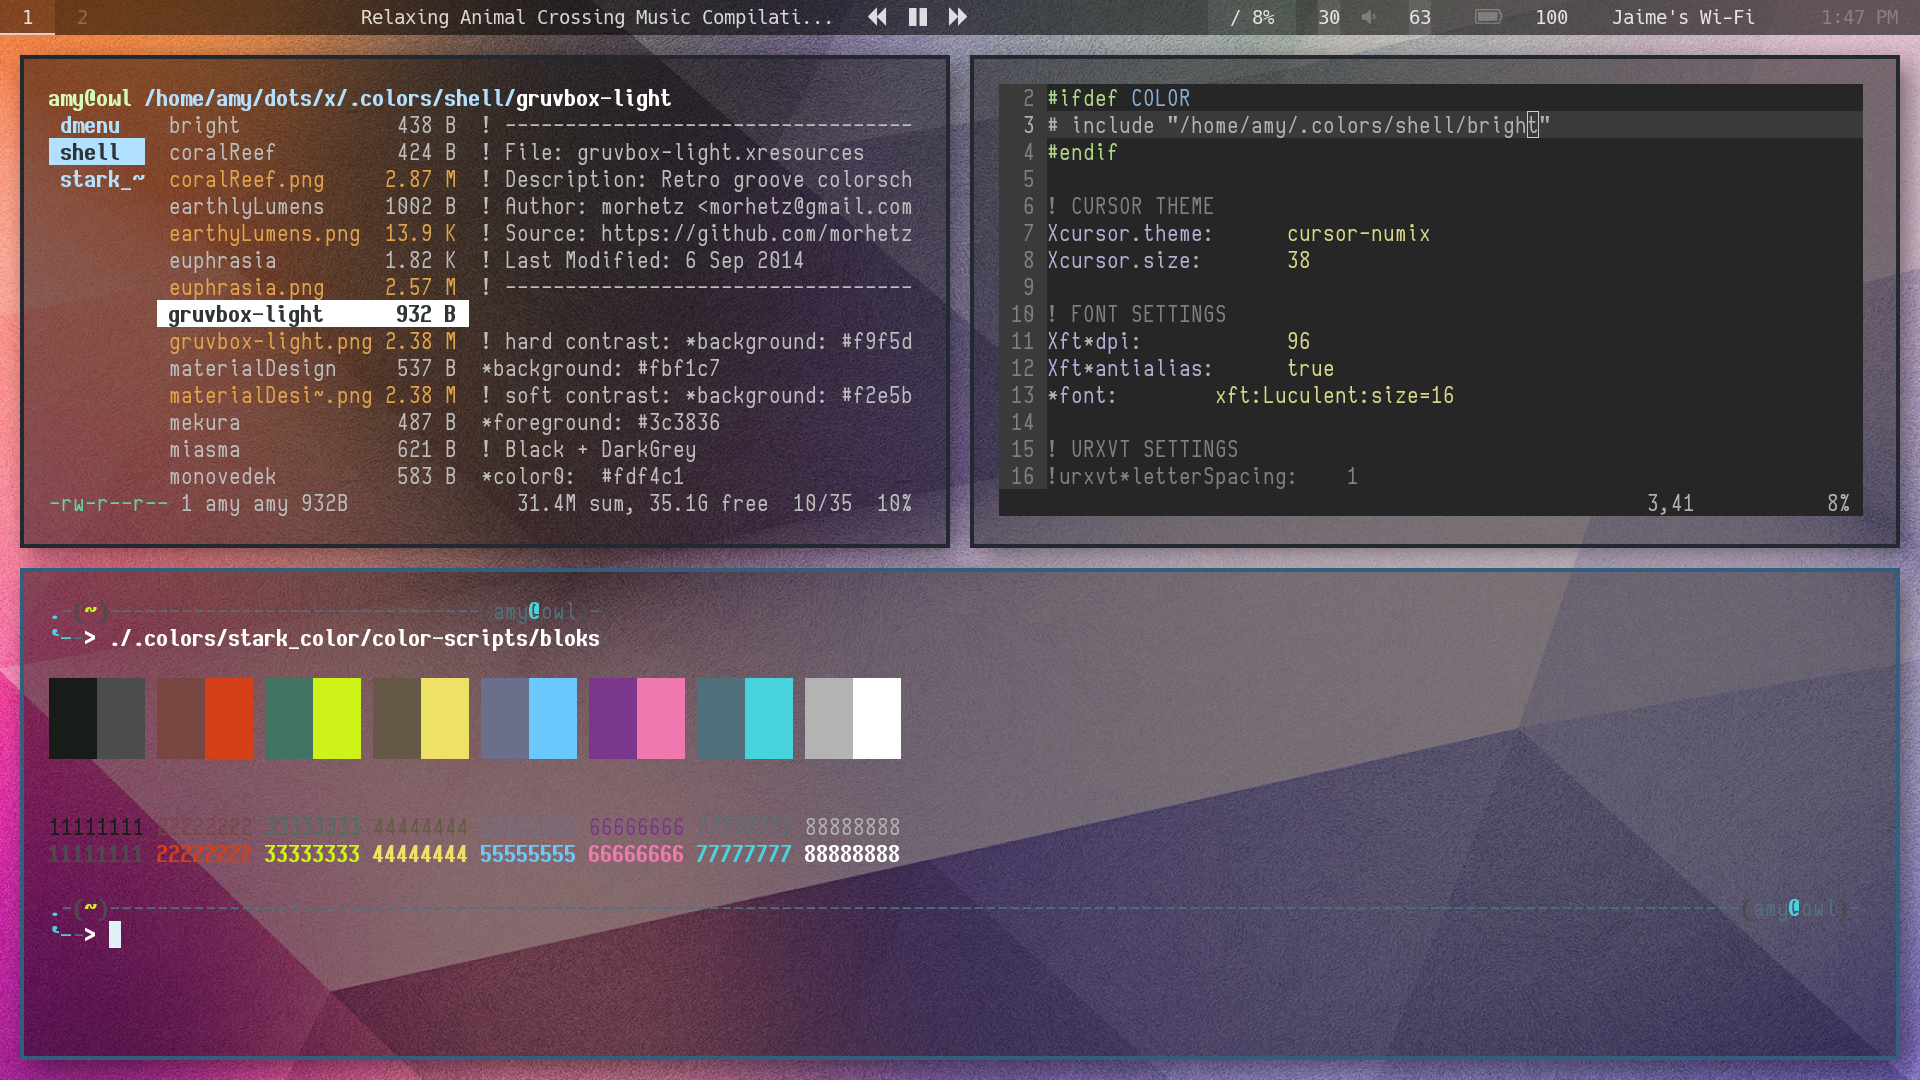 1 2 Relaxing Animal Crossing Music Compilati... / 8% 30 63 100 Jaime's Wi-Fi 1:47 PM
amy@owl /home/amy/dots/x/.colors/shell/gruvbox-light
dmenu bright 438 B ! ----------------------------------
shell coralReef 424 B ! File: gruvbox-light.xresources
stark_~ coralReef.png 2.87 M ! Description: Retro groove colorsch
earthlyLumens 1002 B ! Author: morhetz <morhetz@gmail.com
earthyLumens.png 13.9 K ! Source: https://github.com/morhetz
euphrasia 1.82 K ! Last Modified: 6 Sep 2014
euphrasia.png 2.57 M ! ----------------------------------
gruvbox-light 932 B
gruvbox-light.png 2.38 M ! hard contrast: *background: #f9f5d
materialDesign 537 B *background: #fbf1c7
materialDesi~.png 2.38 M ! soft contrast: *background: #f2e5b
mekura 487 B *foreground: #3c3836
miasma 621 B ! Black + DarkGrey
monovedek 583 B *color0: #fdf4c1
-rw-r--r-- 1 amy amy 932B 31.4M sum, 35.1G free 10/35 10%
2 #ifdef COLOR
3 # include "/home/amy/.colors/shell/bright"
4 #endif
5
6 ! CURSOR THEME
7 Xcursor.theme: cursor-numix
8 Xcursor.size: 38
9
10 ! FONT SETTINGS
11 Xft*dpi: 96
12 Xft*antialias: true
13 *font: xft:Luculent:size=16
14
15 ! URXVT SETTINGS
16 !urxvt*letterSpacing: 1
3,41 8%
.-(~)-------------------------------(amy@owl)-
'--> ./.colors/stark_color/color-scripts/bloks
11111111 22222222 33333333 44444444 55555555 66666666 77777777 88888888
11111111 22222222 33333333 44444444 55555555 66666666 77777777 88888888
.-(~)----------------------------------------------------------------------------------------------------------------------------------------(amy@owl)-
'-->